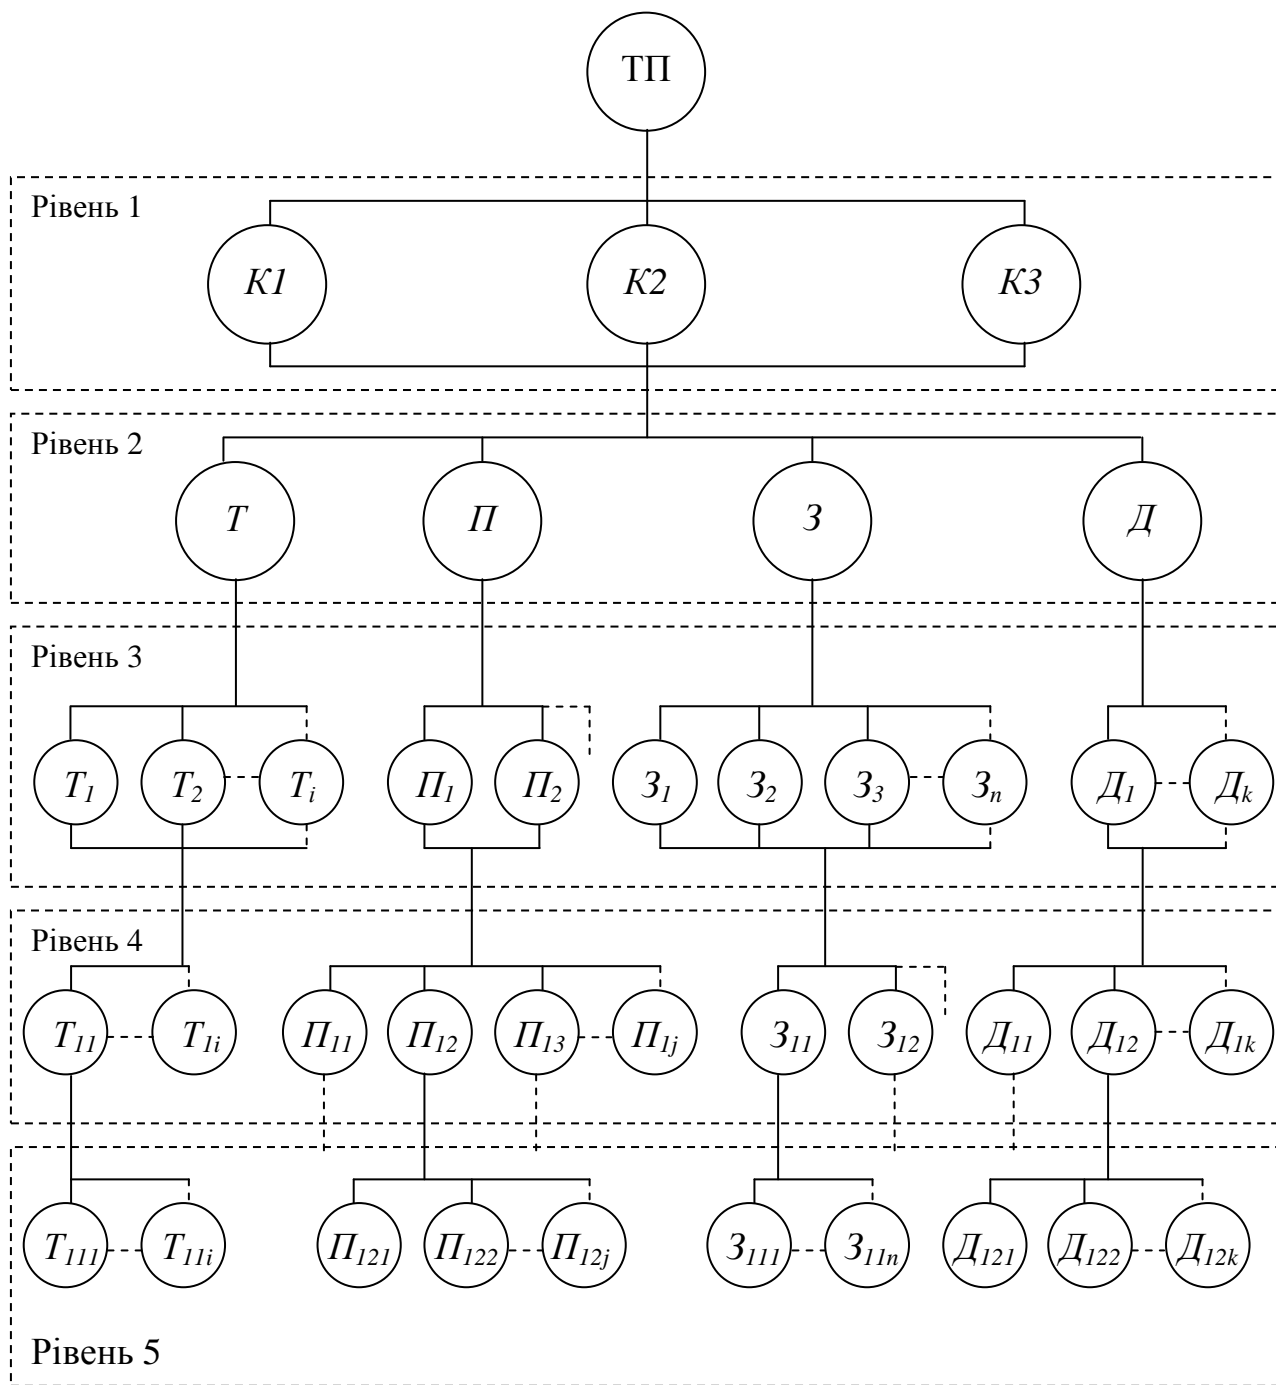 ТП
Рівень 1
К1 К2 К3
Рівень 2
Т П З Д
Рівень 3
Т1 Т2 Тi П1 П2 З1 З2 З3 Зn Д1 Дk
Рівень 4
Т11 Т1i П11 П12 П13 П1j З11 З12 Д11 Д12 Д1k
Т111 Т11i П121 П122 П12j З111 З11n Д121 Д122 Д12k
Рівень 5